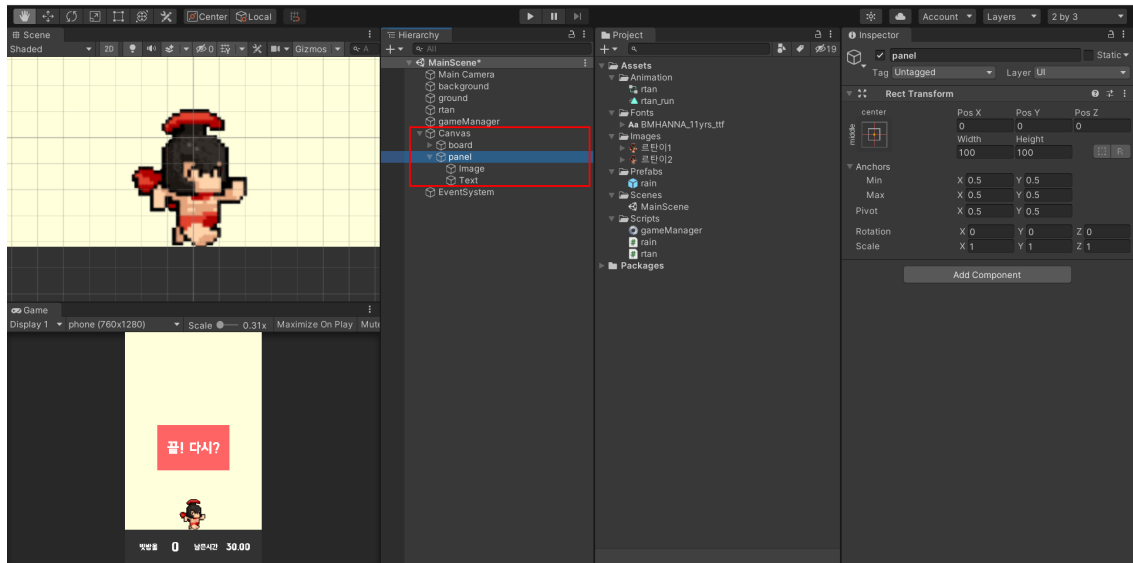 Center Local
Account Layers 2 by 3
Scene
Shaded 2D 0 Gizmos A
Hierarchy
All
MainScene*
Main Camera
background
ground
rtan
gameManager
Canvas
board
panel
Image
Text
EventSystem
Project
19
Assets
Animation
rtan
rtan_run
Fonts
Aa BMHANNA_11yrs_ttf
Images
르탄이1
르탄이2
Prefabs
rain
Scenes
MainScene
Scripts
gameManager
rain
rtan
Packages
Inspector
panel Static
Tag Untagged Layer UI
Rect Transform
center Pos X Pos Y Pos Z
middle 0 0 0
Width Height
100 100 R
Anchors
Min X 0.5 Y 0.5
Max X 0.5 Y 0.5
Pivot X 0.5 Y 0.5
Rotation X 0 Y 0 Z 0
Scale X 1 Y 1 Z 1
Add Component
Game
Display 1 phone (760x1280) Scale 0.31x Maximize On Play Mute
끝! 다시?
빗방울 0 남은시간 30.00